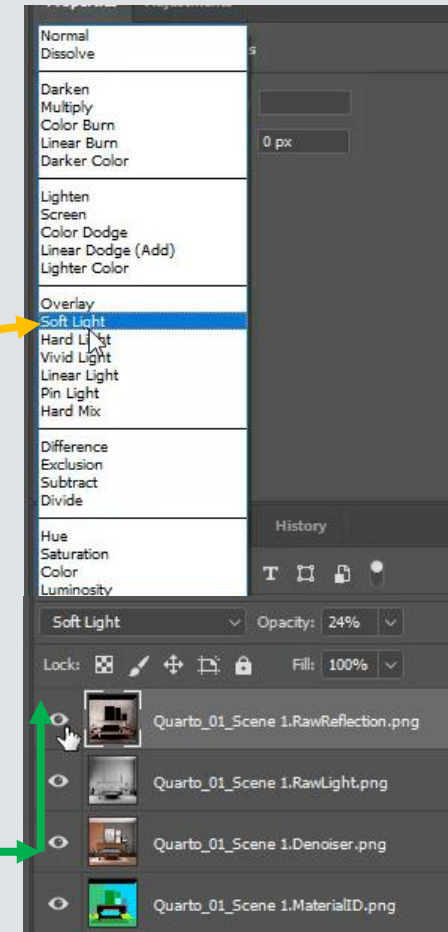 Properties Adjustments
Normal
Dissolve
s
Darken
Multiply
Color Burn
Linear Burn
0 px
Darker Color
Lighten
Screen
Color Dodge
Linear Dodge (Add)
Lighter Color
Overlay
Soft Light
Hard Light
Vivid Light
Linear Light
Pin Light
Hard Mix
Difference
Exclusion
Subtract
Divide
History
Hue
Saturation
Color
Luminosity
Soft Light Opacity: 24%
Lock: Fill: 100%
Quarto_01_Scene 1.RawReflection.png
Quarto_01_Scene 1.RawLight.png
Quarto_01_Scene 1.Denoiser.png
Quarto_01_Scene 1.MaterialID.png